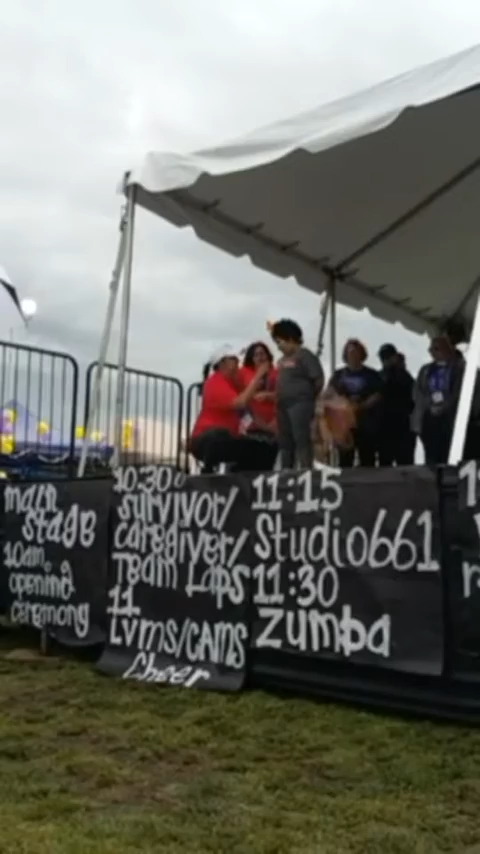 main
stage
10am
opening
ceremony
10:30
survivor/
caregiver/
Team Laps
11
LVMS/CAMS
Cheer
11:15
Studio661
11:30
Zumba